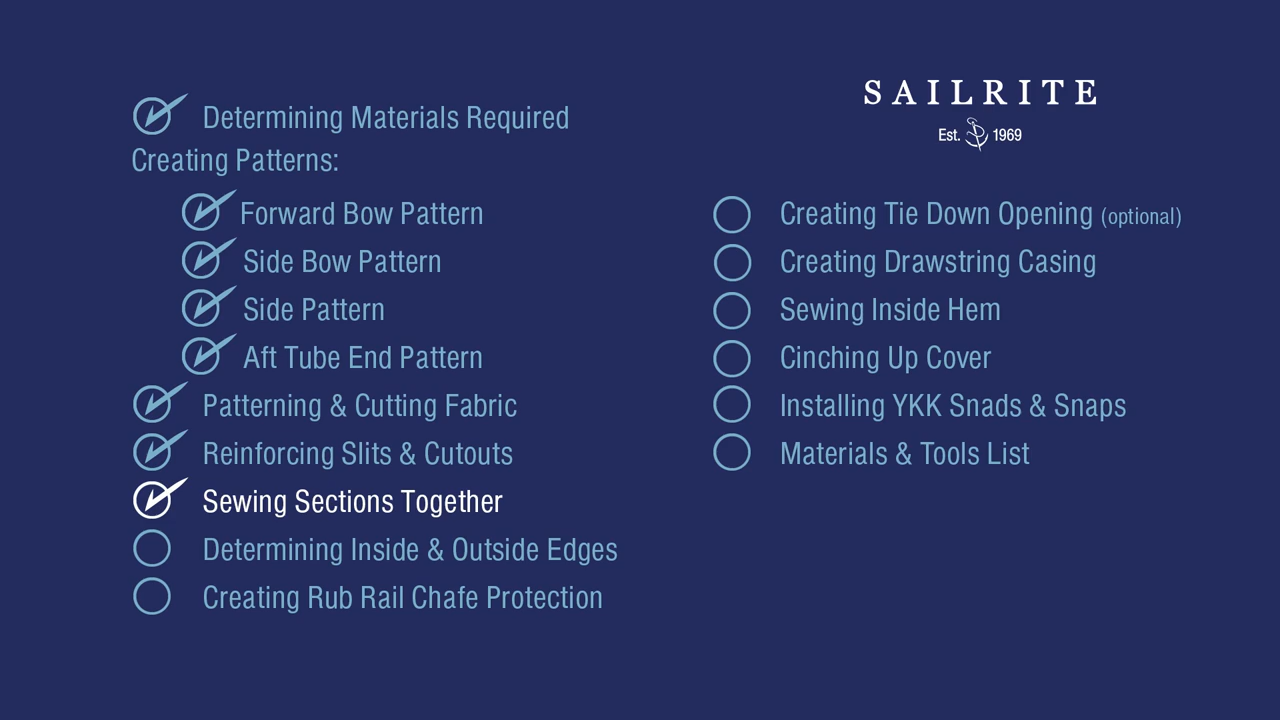 Determining Materials Required
Creating Patterns:
Forward Bow Pattern
Side Bow Pattern
Side Pattern
Aft Tube End Pattern
Patterning & Cutting Fabric
Reinforcing Slits & Cutouts
Sewing Sections Together
Determining Inside & Outside Edges
Creating Rub Rail Chafe Protection
SAILRITE
Est. 1969
Creating Tie Down Opening (optional)
Creating Drawstring Casing
Sewing Inside Hem
Cinching Up Cover
Installing YKK Snads & Snaps
Materials & Tools List